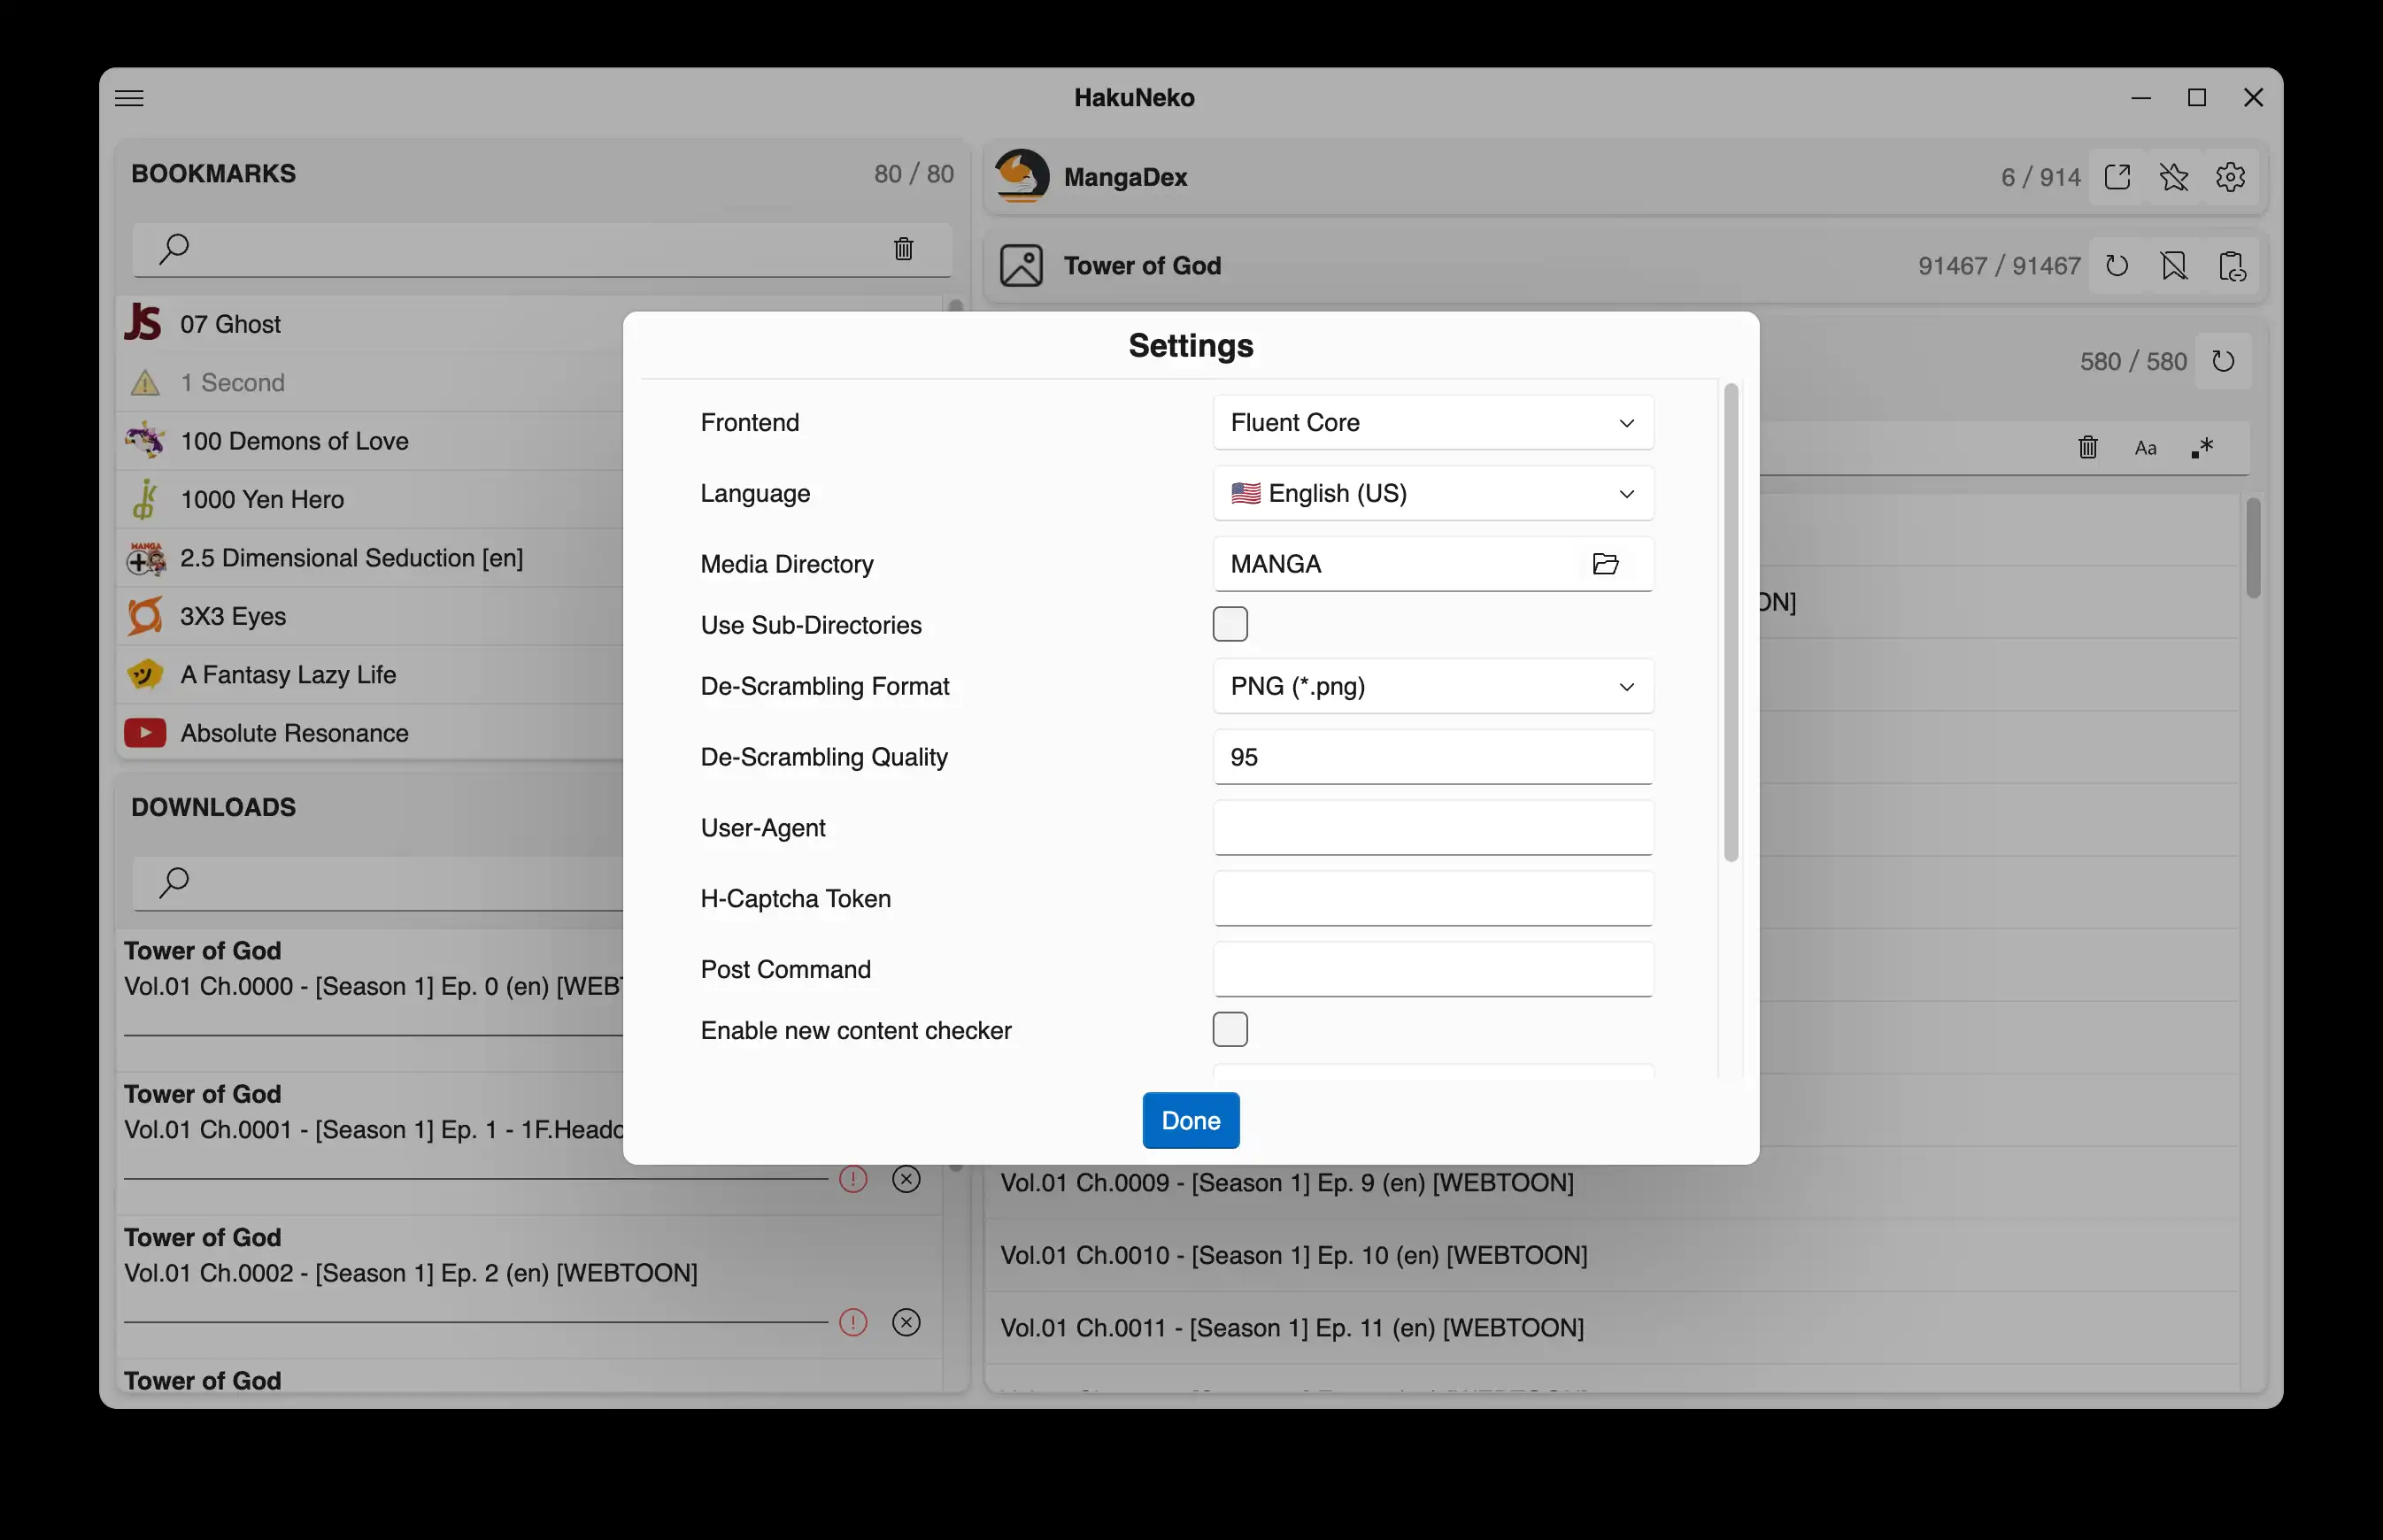 HakuNeko
BOOKMARKS
80 / 80
07 Ghost
1 Second
100 Demons of Love
1000 Yen Hero
2.5 Dimensional Seduction [en]
3X3 Eyes
A Fantasy Lazy Life
Absolute Resonance
DOWNLOADS
Tower of God
Vol.01 Ch.0000 - [Season 1] Ep. 0 (en) [WEB
Tower of God
Vol.01 Ch.0001 - [Season 1] Ep. 1 - 1F.Head
Tower of God
Vol.01 Ch.0002 - [Season 1] Ep. 2 (en) [WEBTOON]
Tower of God
MangaDex
6 / 914
Tower of God
91467 / 91467
580 / 580
Aa
ON]
Vol.01 Ch.0009 - [Season 1] Ep. 9 (en) [WEBTOON]
Vol.01 Ch.0010 - [Season 1] Ep. 10 (en) [WEBTOON]
Vol.01 Ch.0011 - [Season 1] Ep. 11 (en) [WEBTOON]
Settings
Frontend
Fluent Core
Language
English (US)
Media Directory
MANGA
Use Sub-Directories
De-Scrambling Format
PNG (*.png)
De-Scrambling Quality
95
User-Agent
H-Captcha Token
Post Command
Enable new content checker
Done